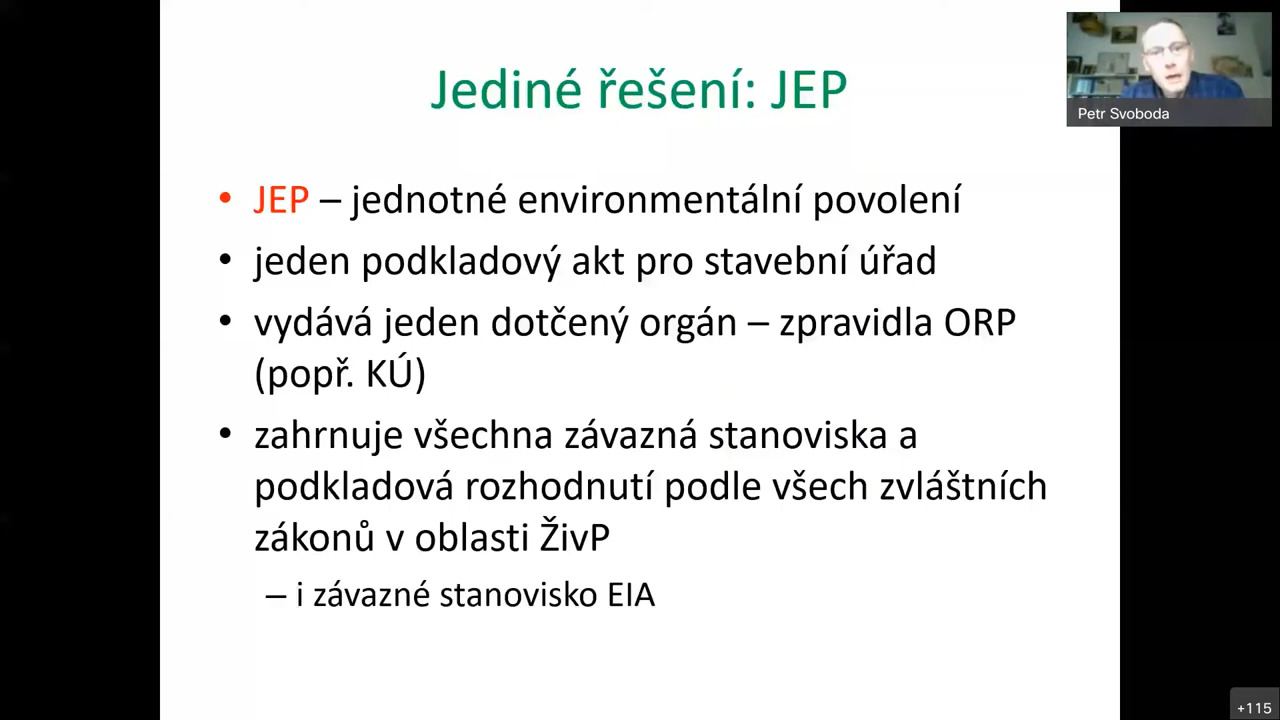 Jediné řešení: JEP
Petr Svoboda
• JEP – jednotné environmentální povolení
• jeden podkladový akt pro stavební úřad
• vydává jeden dotčený orgán – zpravidla ORP
(popř. KÚ)
• zahrnuje všechna závazná stanoviska a
podkladová rozhodnutí podle všech zvláštních
zákonů v oblasti ŽivP
– i závazné stanovisko EIA
+115